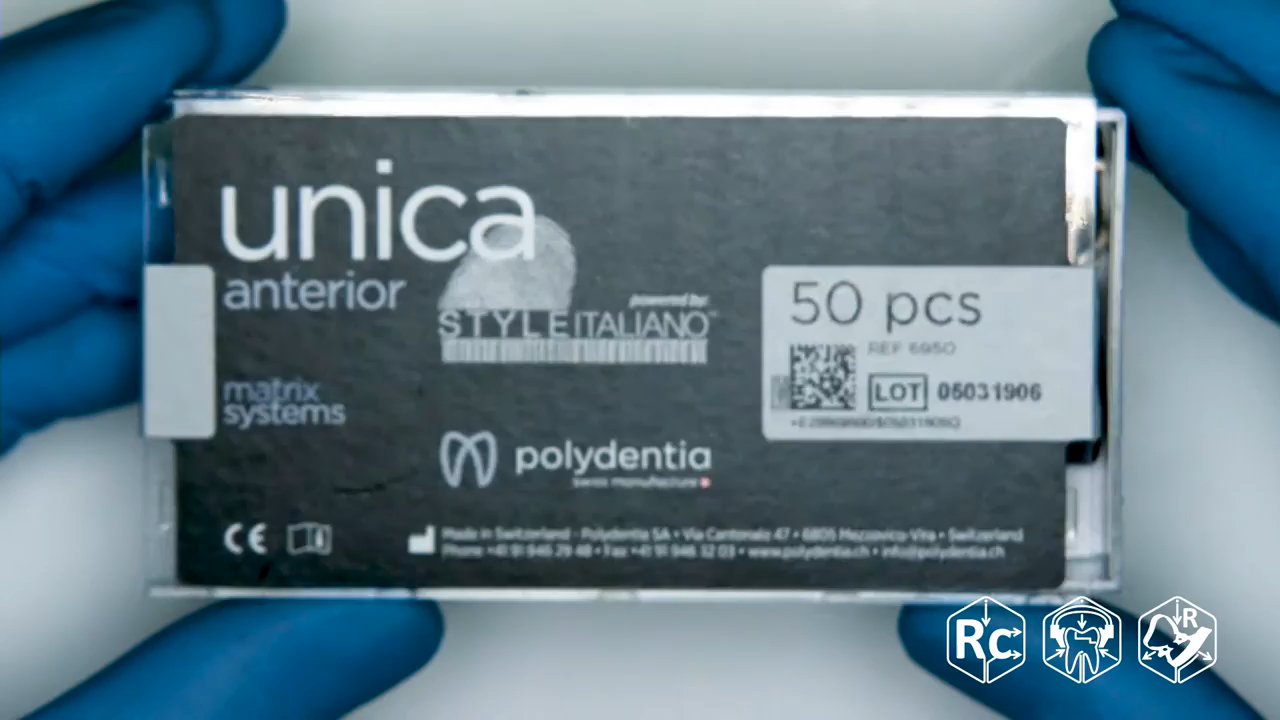 unica
anterior
powered by:
STYLEITALIANO™
matrix
systems
polydentia
swiss manufacture
50 pcs
REF 6950
LOT 05031906
CE
Made in Switzerland · Polydentia SA • Via Cantonale 47 • 6805 Mezzovico-Vira • Switzerland
Phone +41 91 946 29 48 • Fax +41 91 946 32 03 • www.polydentia.ch • info@polydentia.ch
Rc
R